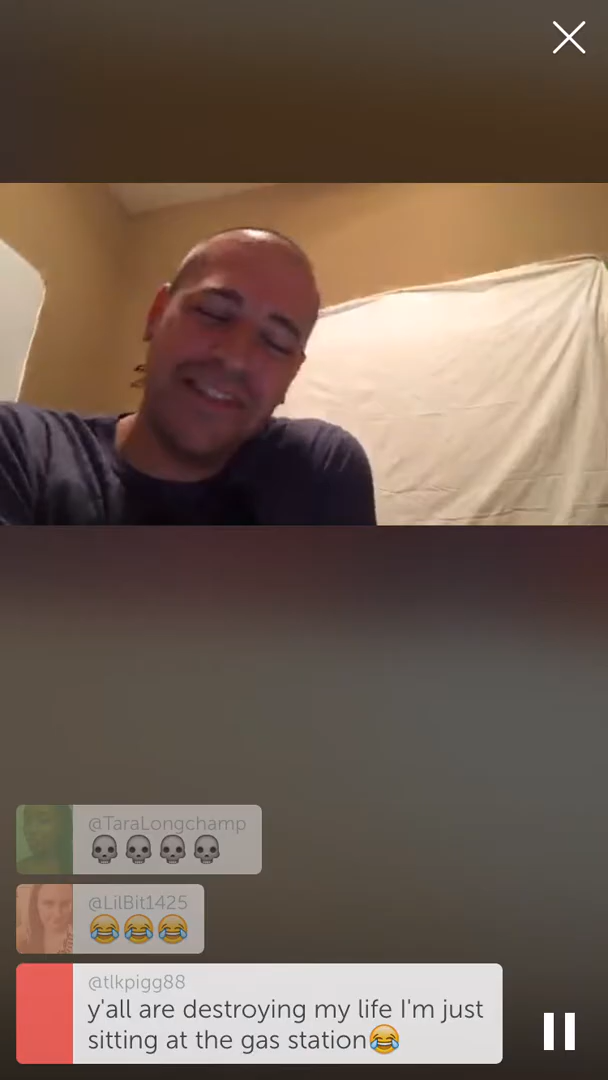 @TaraLongchamp
💀💀💀💀
@LilBit1425
😂😂😂
@tlkpigg88
y'all are destroying my life I'm just
sitting at the gas station😂